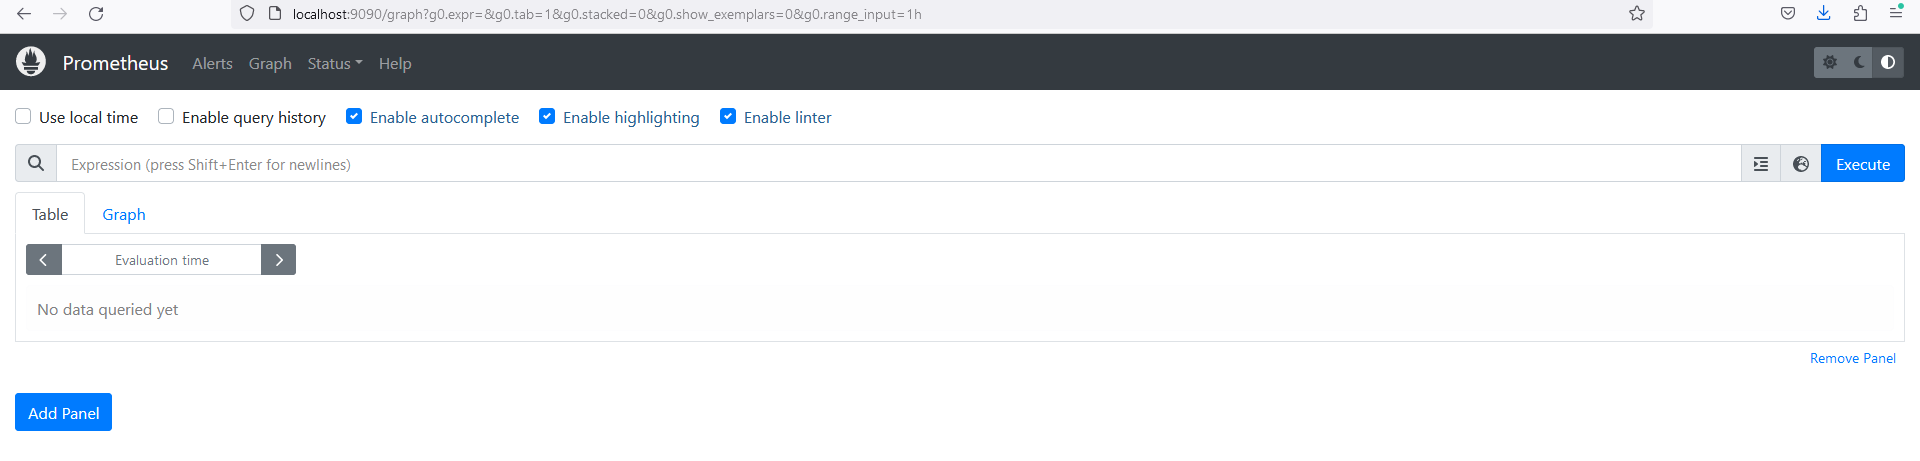 localhost:9090/graph?g0.expr=&g0.tab=1&g0.stacked=0&g0.show_exemplars=0&g0.range_input=1h
Prometheus Alerts Graph Status Help
Use local time Enable query history Enable autocomplete Enable highlighting Enable linter
Expression (press Shift+Enter for newlines) Execute
Table Graph
Evaluation time
No data queried yet
Remove Panel
Add Panel